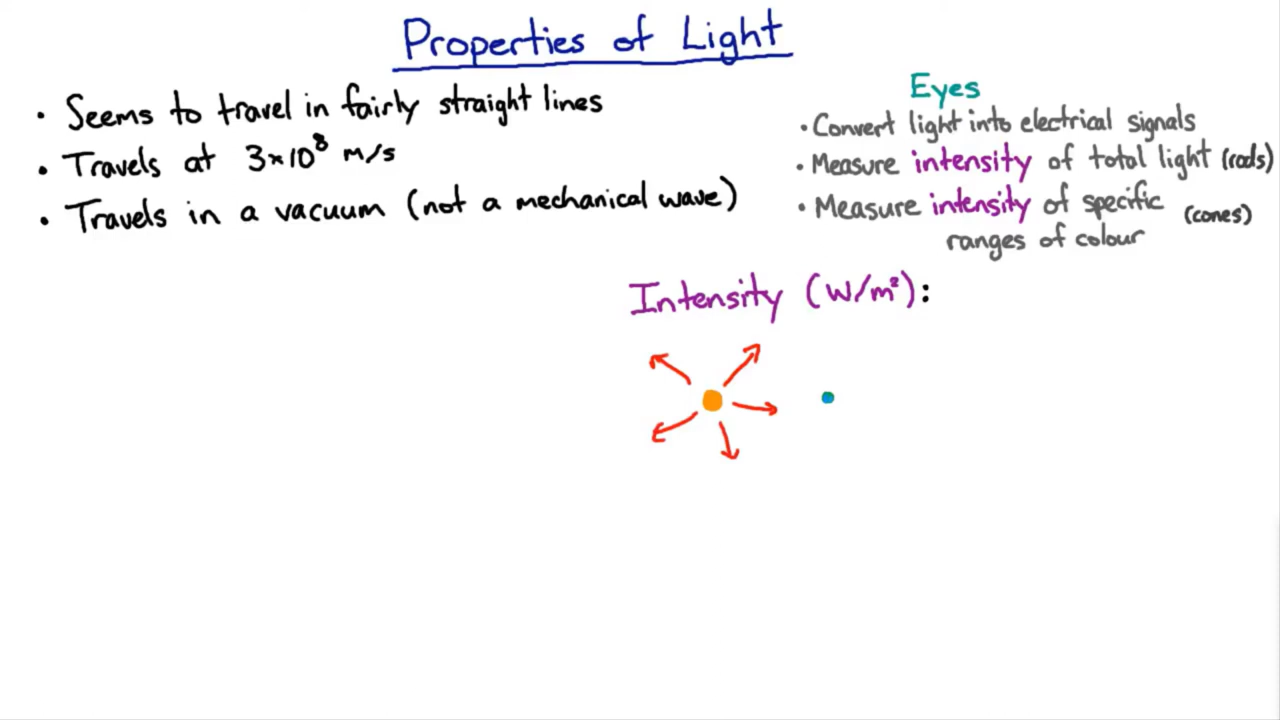 Properties of Light
• Seems to travel in fairly straight lines
• Travels at 3×10⁸ m/s
• Travels in a vacuum (not a mechanical wave)
Eyes
• Convert light into electrical signals
• Measure intensity of total light (rods)
• Measure intensity of specific (cones)
ranges of colour
Intensity (W/m²):